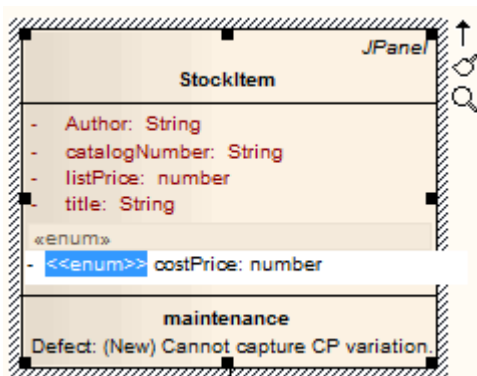 JPanel
StockItem
- Author: String
- catalogNumber: String
- listPrice: number
- title: String
«enum»
- <<enum>> costPrice: number
maintenance
Defect: (New) Cannot capture CP variation.